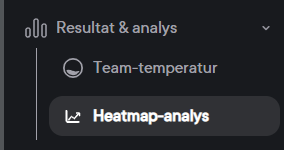 Resultat & analys
Team-temperatur
Heatmap-analys